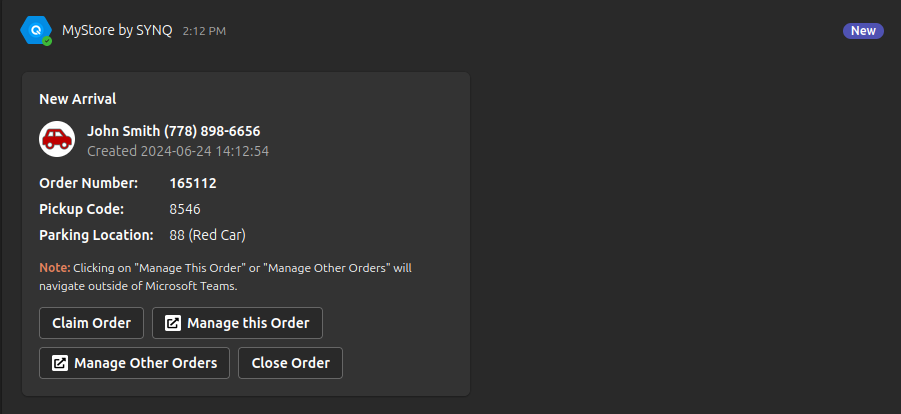 MyStore by SYNQ 2:12 PM New
New Arrival
John Smith (778) 898-6656
Created 2024-06-24 14:12:54
Order Number: 165112
Pickup Code: 8546
Parking Location: 88 (Red Car)
Note: Clicking on "Manage This Order" or "Manage Other Orders" will
navigate outside of Microsoft Teams.
Claim Order Manage this Order
Manage Other Orders Close Order